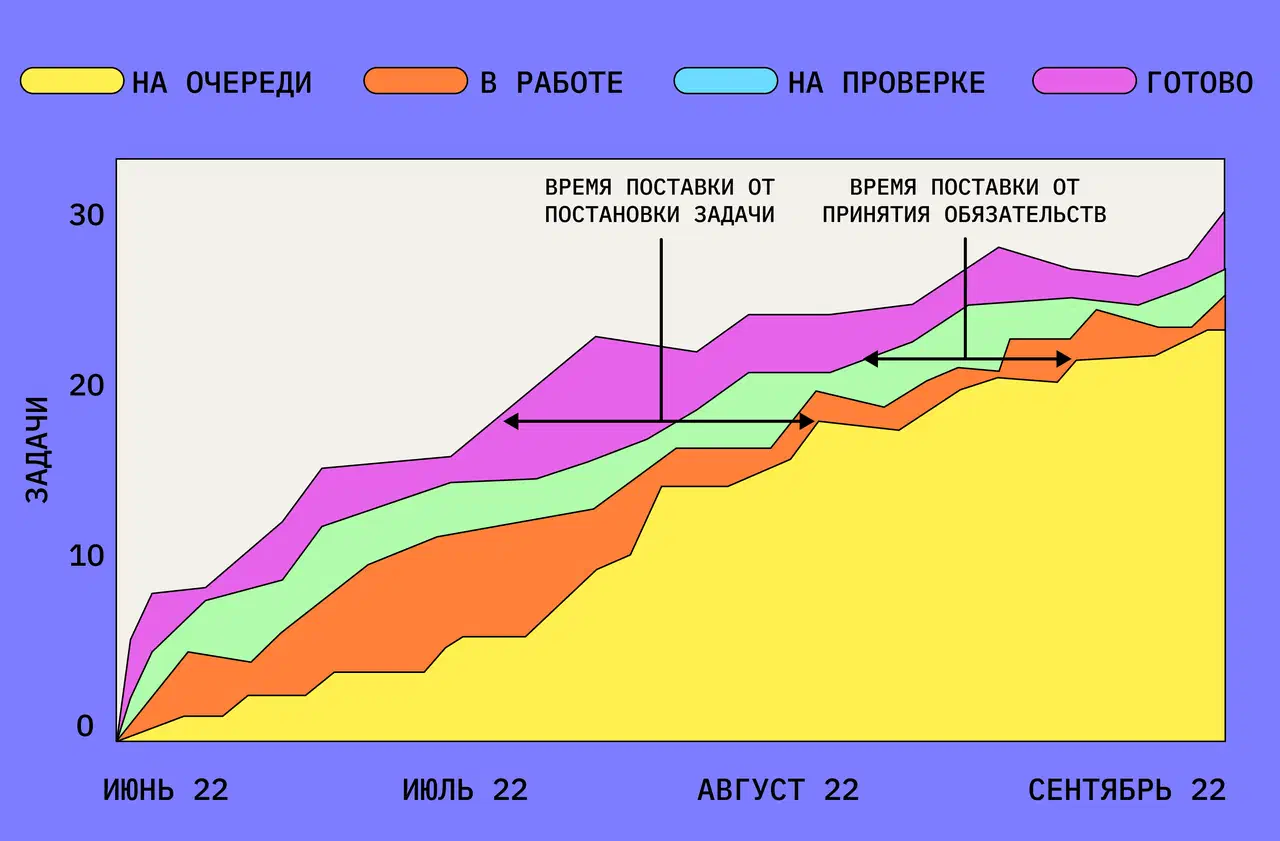 НА ОЧЕРЕДИ
В РАБОТЕ
НА ПРОВЕРКЕ
ГОТОВО
ВРЕМЯ ПОСТАВКИ ОТ
ПОСТАНОВКИ ЗАДАЧИ
ВРЕМЯ ПОСТАВКИ ОТ
ПРИНЯТИЯ ОБЯЗАТЕЛЬСТВ
30
20
10
0
ЗАДАЧИ
ИЮНЬ 22
ИЮЛЬ 22
АВГУСТ 22
СЕНТЯБРЬ 22